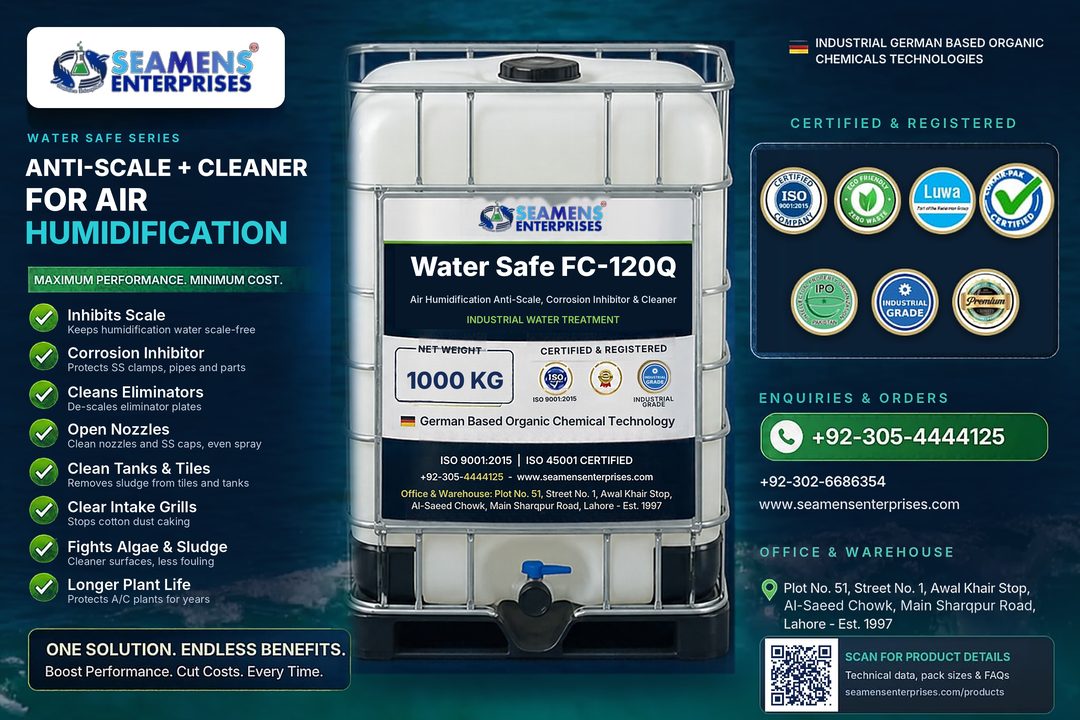 SEAMENS
ENTERPRISES
WATER SAFE SERIES
ANTI-SCALE + CLEANER
FOR AIR
HUMIDIFICATION
MAXIMUM PERFORMANCE. MINIMUM COST.
Inhibits Scale
Keeps humidification water scale-free
Corrosion Inhibitor
Protects SS clamps, pipes and parts
Cleans Eliminators
De-scales eliminator plates
Open Nozzles
Clean nozzles and SS caps, even spray
Clean Tanks & Tiles
Removes sludge from tiles and tanks
Clear Intake Grills
Stops cotton dust caking
Fights Algae & Sludge
Cleaner surfaces, less fouling
Longer Plant Life
Protects A/C plants for years
ONE SOLUTION. ENDLESS BENEFITS.
Boost Performance. Cut Costs. Every Time.
SEAMENS
ENTERPRISES
Water Safe FC-120Q
Air Humidification Anti-Scale, Corrosion Inhibitor & Cleaner
INDUSTRIAL WATER TREATMENT
NET WEIGHT
1000 KG
CERTIFIED & REGISTERED
ISO
INDUSTRIAL
GRADE
ISO 9001:2015
INDUSTRIAL
GRADE
German Based Organic Chemical Technology
ISO 9001:2015 | ISO 45001 CERTIFIED
+92-305-4444125 - www.seamensenterprises.com
Office & Warehouse: Plot No. 51, Street No. 1, Awal Khair Stop,
Al-Saeed Chowk, Main Sharqpur Road, Lahore - Est. 1997
INDUSTRIAL GERMAN BASED ORGANIC
CHEMICALS TECHNOLOGIES
CERTIFIED & REGISTERED
CERTIFIED
ISO
9001:2015
COMPANY
ECO FRIENDLY
ZERO WASTE
Luwa
CERTIFIED
IPO
PAKISTAN
INDUSTRIAL
GRADE
Premium
ENQUIRIES & ORDERS
+92-305-4444125
+92-302-6686354
www.seamensenterprises.com
OFFICE & WAREHOUSE
Plot No. 51, Street No. 1, Awal Khair Stop,
Al-Saeed Chowk, Main Sharqpur Road,
Lahore - Est. 1997
SCAN FOR PRODUCT DETAILS
Technical data, pack sizes & FAQs
seamensenterprises.com/products